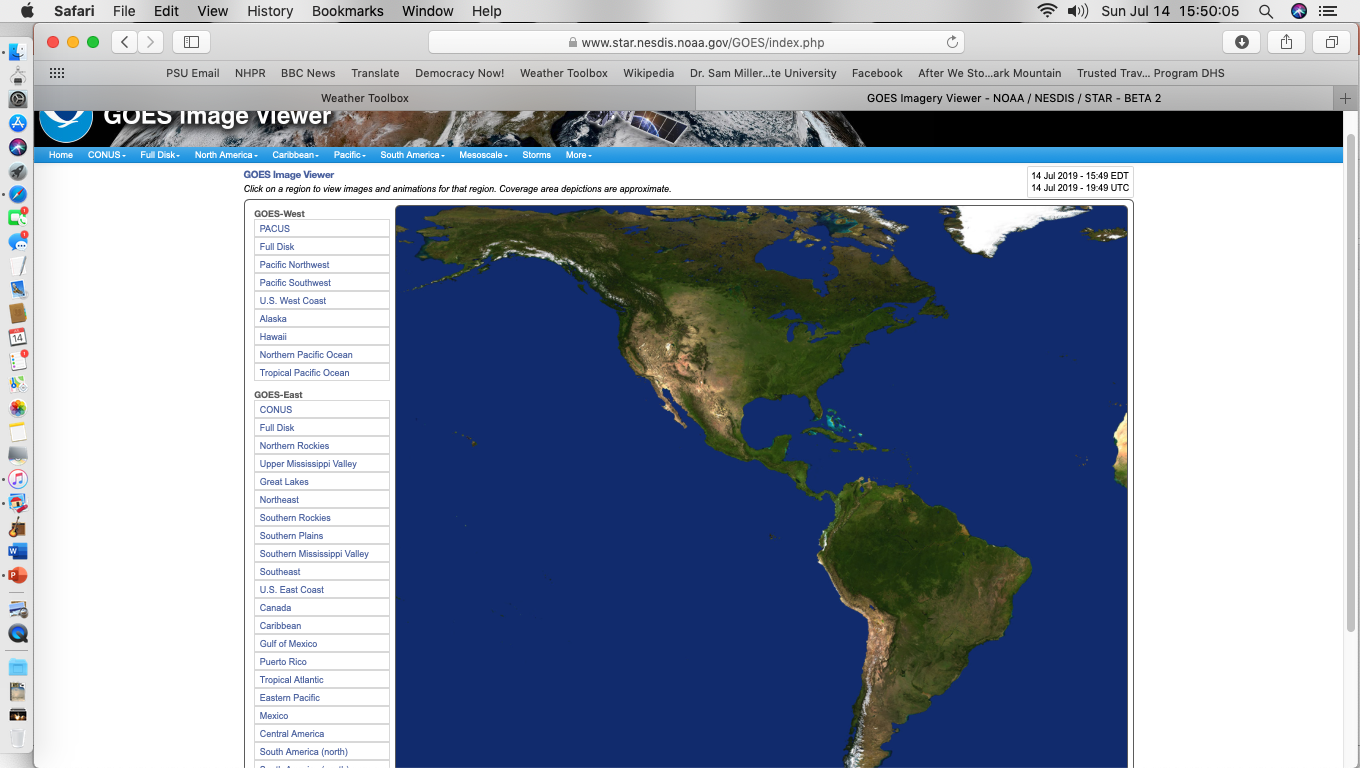 Safari File Edit View History Bookmarks Window Help Sun Jul 14 15:50:05
www.star.nesdis.noaa.gov/GOES/index.php
PSU Email NHPR BBC News Translate Democracy Now! Weather Toolbox Wikipedia Dr. Sam Miller...te University Facebook After We Sto...ark Mountain Trusted Trav... Program DHS
Weather Toolbox GOES Imagery Viewer - NOAA / NESDIS / STAR - BETA 2
GOES Image Viewer
Home CONUS Full Disk North America Caribbean Pacific South America Mesoscale Storms More
GOES Image Viewer
Click on a region to view images and animations for that region. Coverage area depictions are approximate.
14 Jul 2019 - 15:49 EDT
14 Jul 2019 - 19:49 UTC
GOES-West
PACUS
Full Disk
Pacific Northwest
Pacific Southwest
U.S. West Coast
Alaska
Hawaii
Northern Pacific Ocean
Tropical Pacific Ocean
GOES-East
CONUS
Full Disk
Northern Rockies
Upper Mississippi Valley
Great Lakes
Northeast
Southern Rockies
Southern Plains
Southern Mississippi Valley
Southeast
U.S. East Coast
Canada
Caribbean
Gulf of Mexico
Puerto Rico
Tropical Atlantic
Eastern Pacific
Mexico
Central America
South America (north)